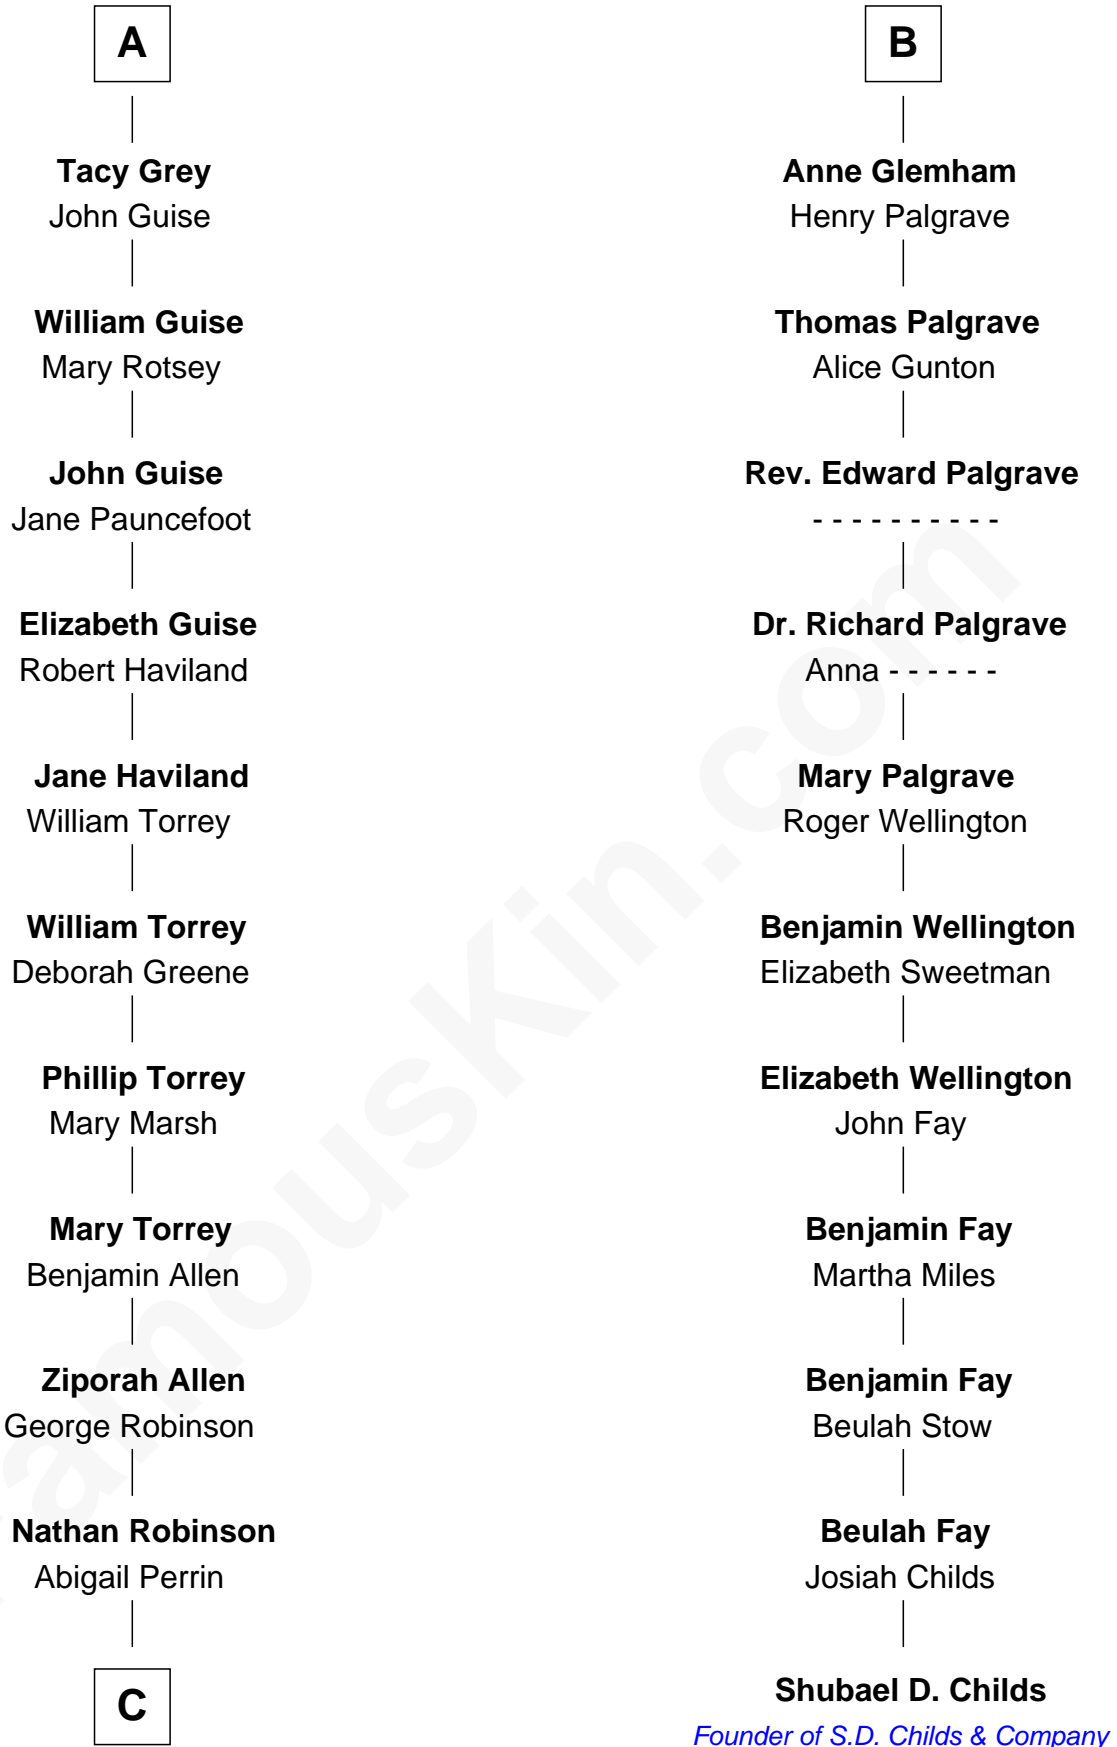 A
Tacy Grey
John Guise
William Guise
Mary Rotsey
John Guise
Jane Pauncefoot
Elizabeth Guise
Robert Haviland
Jane Haviland
William Torrey
William Torrey
Deborah Greene
Phillip Torrey
Mary Marsh
Mary Torrey
Benjamin Allen
Ziporah Allen
George Robinson
Nathan Robinson
Abigail Perrin
C
B
Anne Glemham
Henry Palgrave
Thomas Palgrave
Alice Gunton
Rev. Edward Palgrave
- - - - - - - - - -
Dr. Richard Palgrave
Anna - - - - - -
Mary Palgrave
Roger Wellington
Benjamin Wellington
Elizabeth Sweetman
Elizabeth Wellington
John Fay
Benjamin Fay
Martha Miles
Benjamin Fay
Beulah Stow
Beulah Fay
Josiah Childs
Shubael D. Childs
Founder of S.D. Childs & Company
FamousKin.com